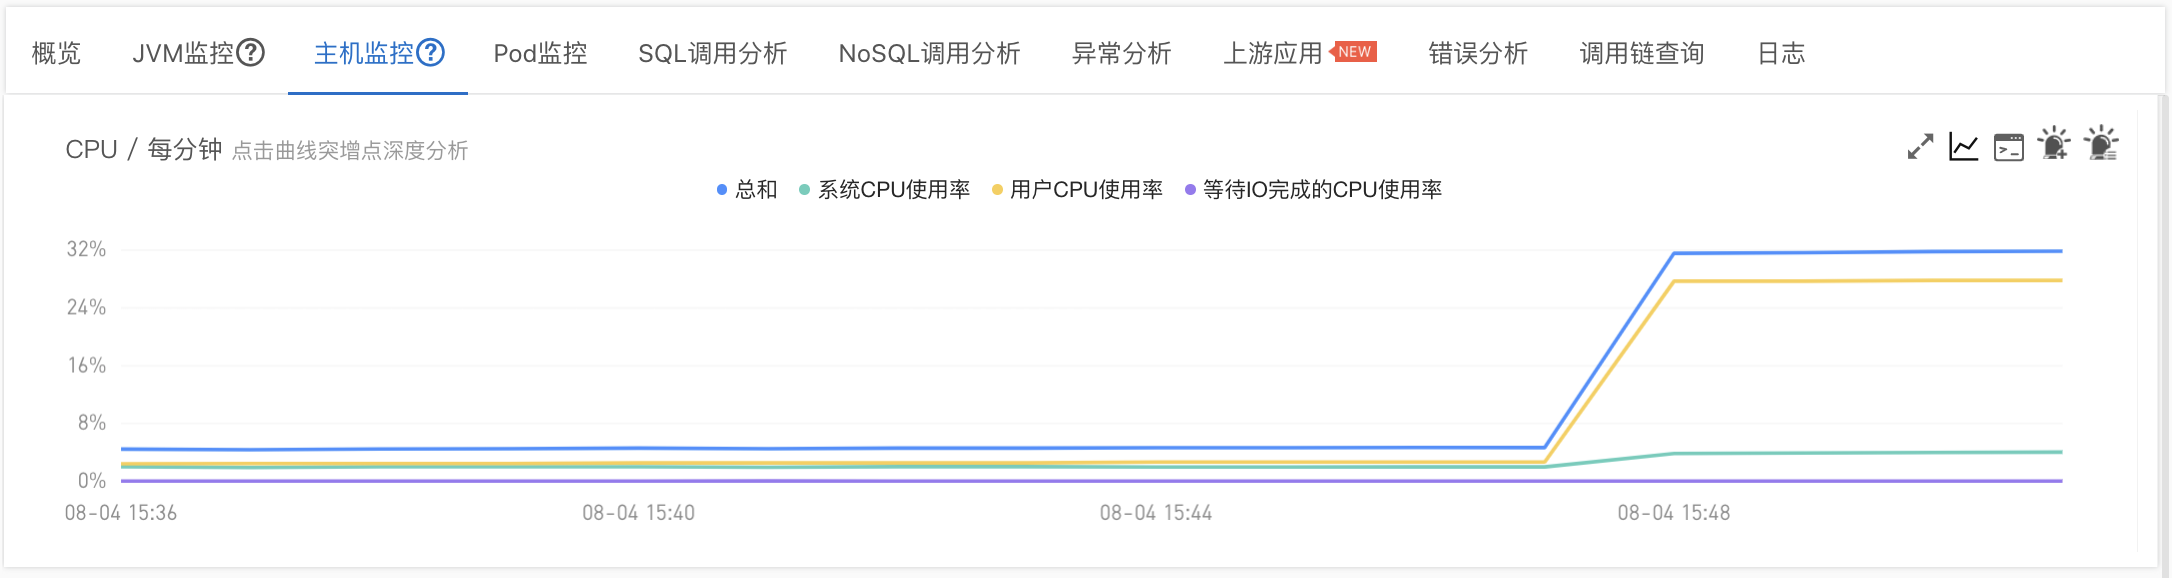 概览 JVM监控? 主机监控? Pod监控 SQL调用分析 NoSQL调用分析 异常分析 上游应用 NEW 错误分析 调用链查询 日志
CPU / 每分钟 点击曲线突增点深度分析
总和 系统CPU使用率 用户CPU使用率 等待IO完成的CPU使用率
32%
24%
16%
8%
0%
08-04 15:36 08-04 15:40 08-04 15:44 08-04 15:48